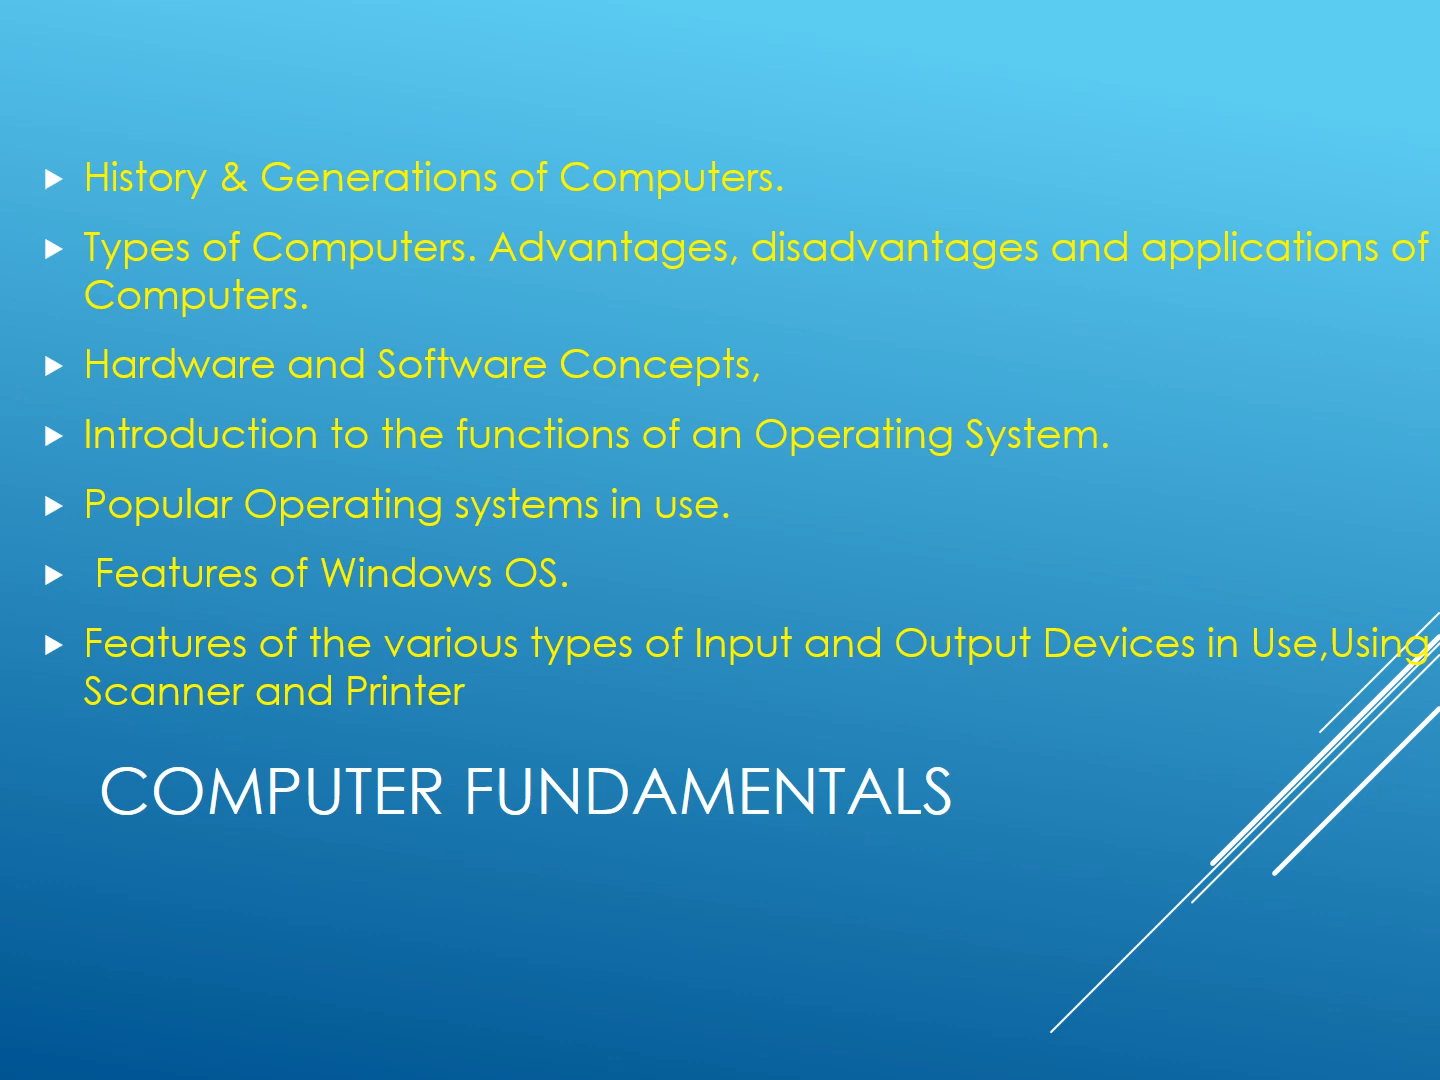 History & Generations of Computers.
Types of Computers. Advantages, disadvantages and applications of
Computers.
Hardware and Software Concepts,
Introduction to the functions of an Operating System.
Popular Operating systems in use.
Features of Windows OS.
Features of the various types of Input and Output Devices in Use,Using
Scanner and Printer
COMPUTER FUNDAMENTALS